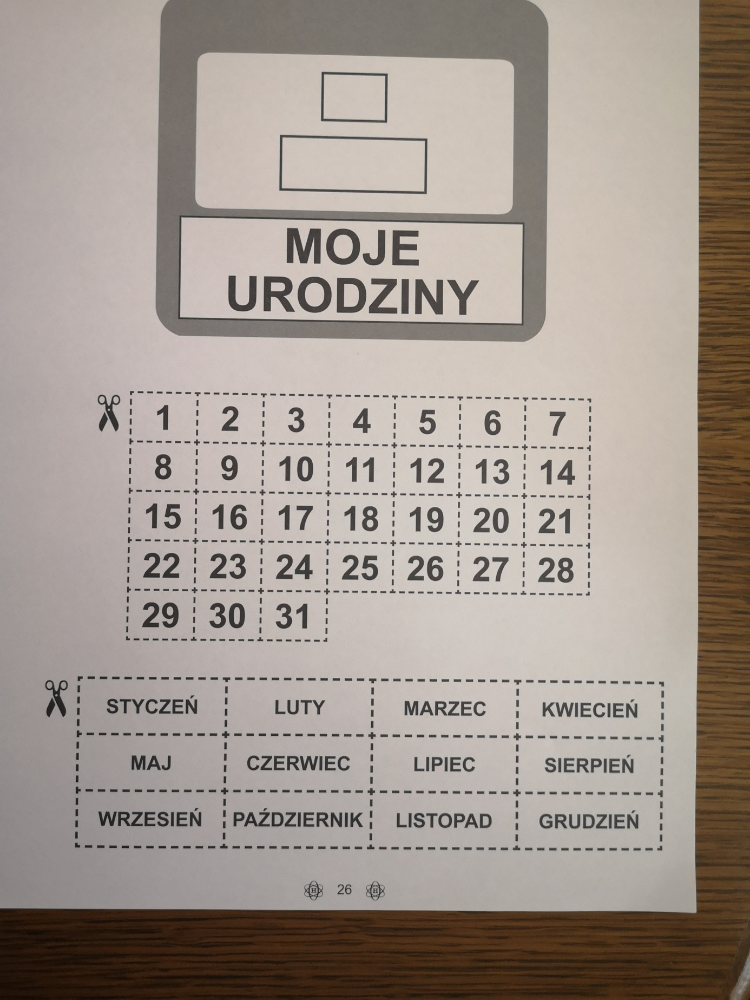 MOJE
URODZINY
1 2 3 4 5 6 7
8 9 10 11 12 13 14
15 16 17 18 19 20 21
22 23 24 25 26 27 28
29 30 31
STYCZEŃ LUTY MARZEC KWIECIEŃ
MAJ CZERWIEC LIPIEC SIERPIEŃ
WRZESIEŃ PAŹDZIERNIK LISTOPAD GRUDZIEŃ
H 26 H